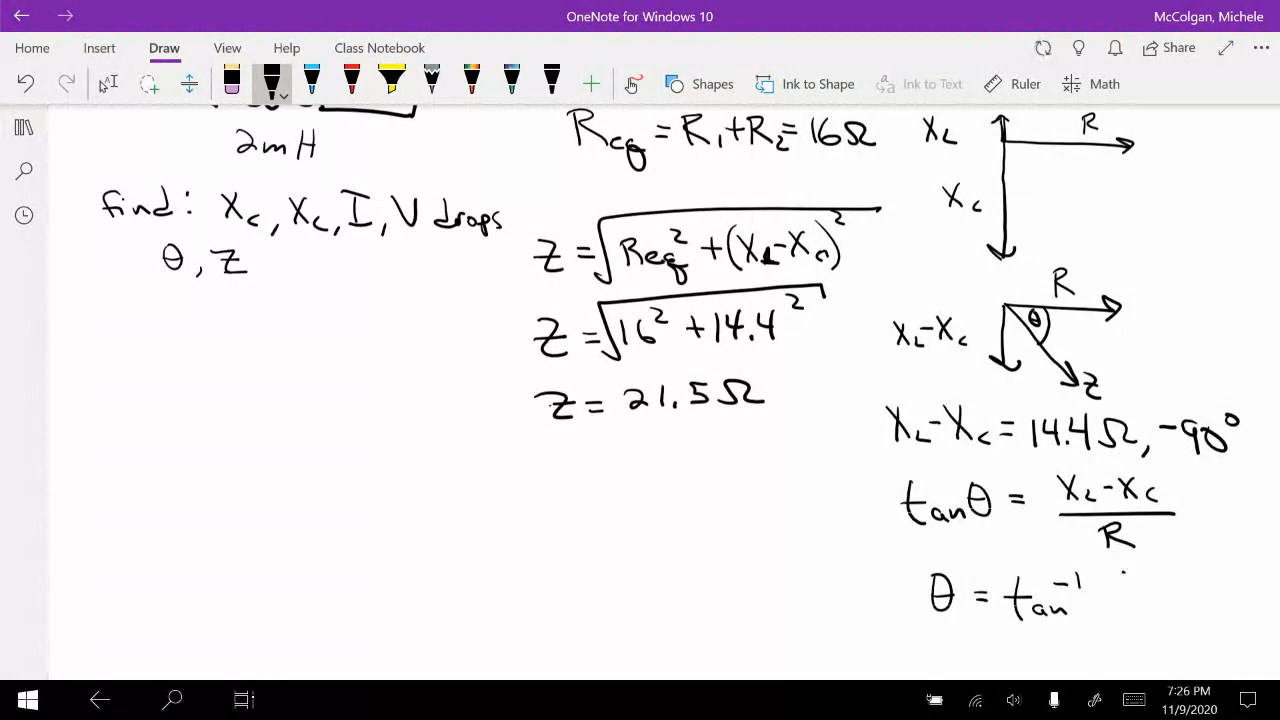 OneNote for Windows 10
McColgan, Michele
Home Insert Draw View Help Class Notebook Share
Shapes Ink to Shape Ink to Text Ruler Math
2mH
find: Xc, Xc, I, V drops
θ, Z
Req = R₁+R₂= 16Ω
Z = √Req² +(XL-Xc)²
Z = √16² +14.4²
Z = 21.5Ω
XL R
Xc
R
θ
XL-Xc
Z
XL-Xc = 14.4Ω, -90°
tanθ = XL-Xc / R
θ = tan⁻¹
7:26 PM
11/9/2020